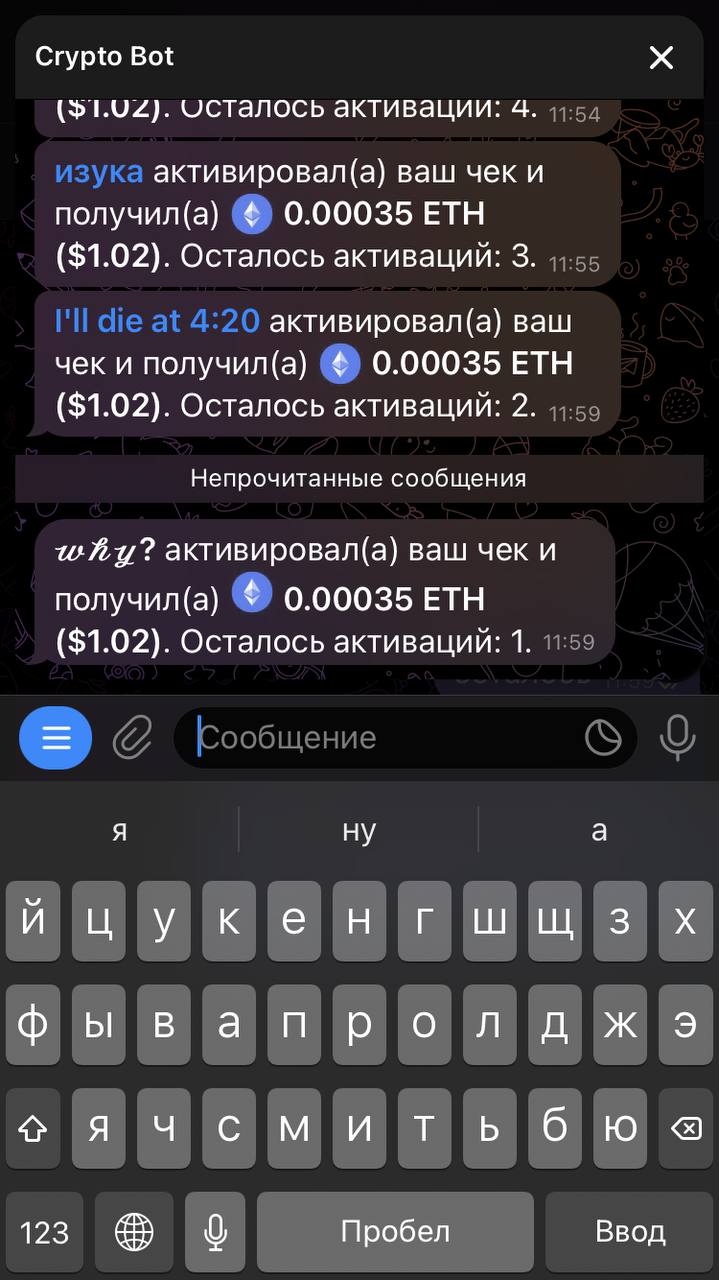 Crypto Bot
($1.02). Осталось активаций: 4. 11:54
изука активировал(а) ваш чек и
получил(а) 0.00035 ETH
($1.02). Осталось активаций: 3. 11:55
I'll die at 4:20 активировал(а) ваш
чек и получил(а) 0.00035 ETH
($1.02). Осталось активаций: 2. 11:59
Непрочитанные сообщения
𝔀𝓱𝔂? активировал(а) ваш чек и
получил(а) 0.00035 ETH
($1.02). Осталось активаций: 1. 11:59
Сообщение
я ну а
й ц у к е н г ш щ з х
ф ы в а п р о л д ж э
я ч с м и т ь б ю
123 Пробел Ввод